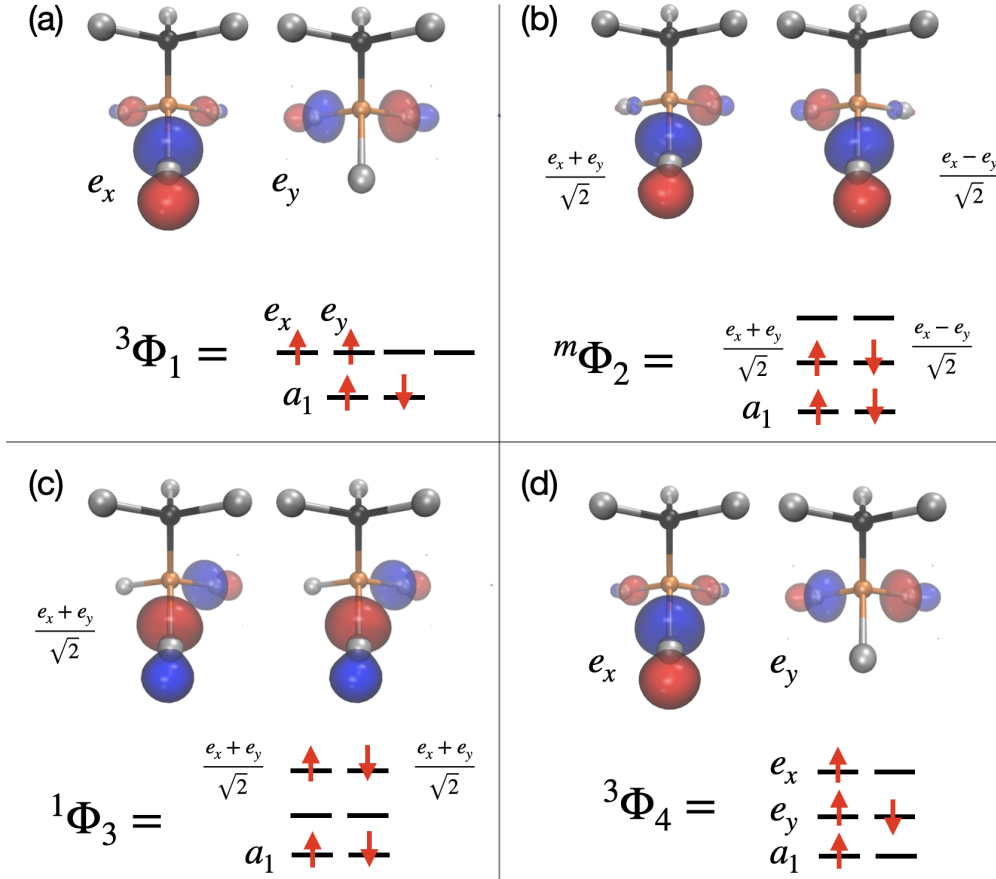 (a)
e_x
e_y
e_x e_y
³Φ₁ =
a₁
(b)
(e_x + e_y)/√2
(e_x − e_y)/√2
(e_x + e_y)/√2
(e_x − e_y)/√2
ᵐΦ₂ =
a₁
(c)
(e_x + e_y)/√2
(e_x + e_y)/√2
(e_x + e_y)/√2
¹Φ₃ =
a₁
(d)
e_x
e_y
e_x
³Φ₄ =
e_y
a₁